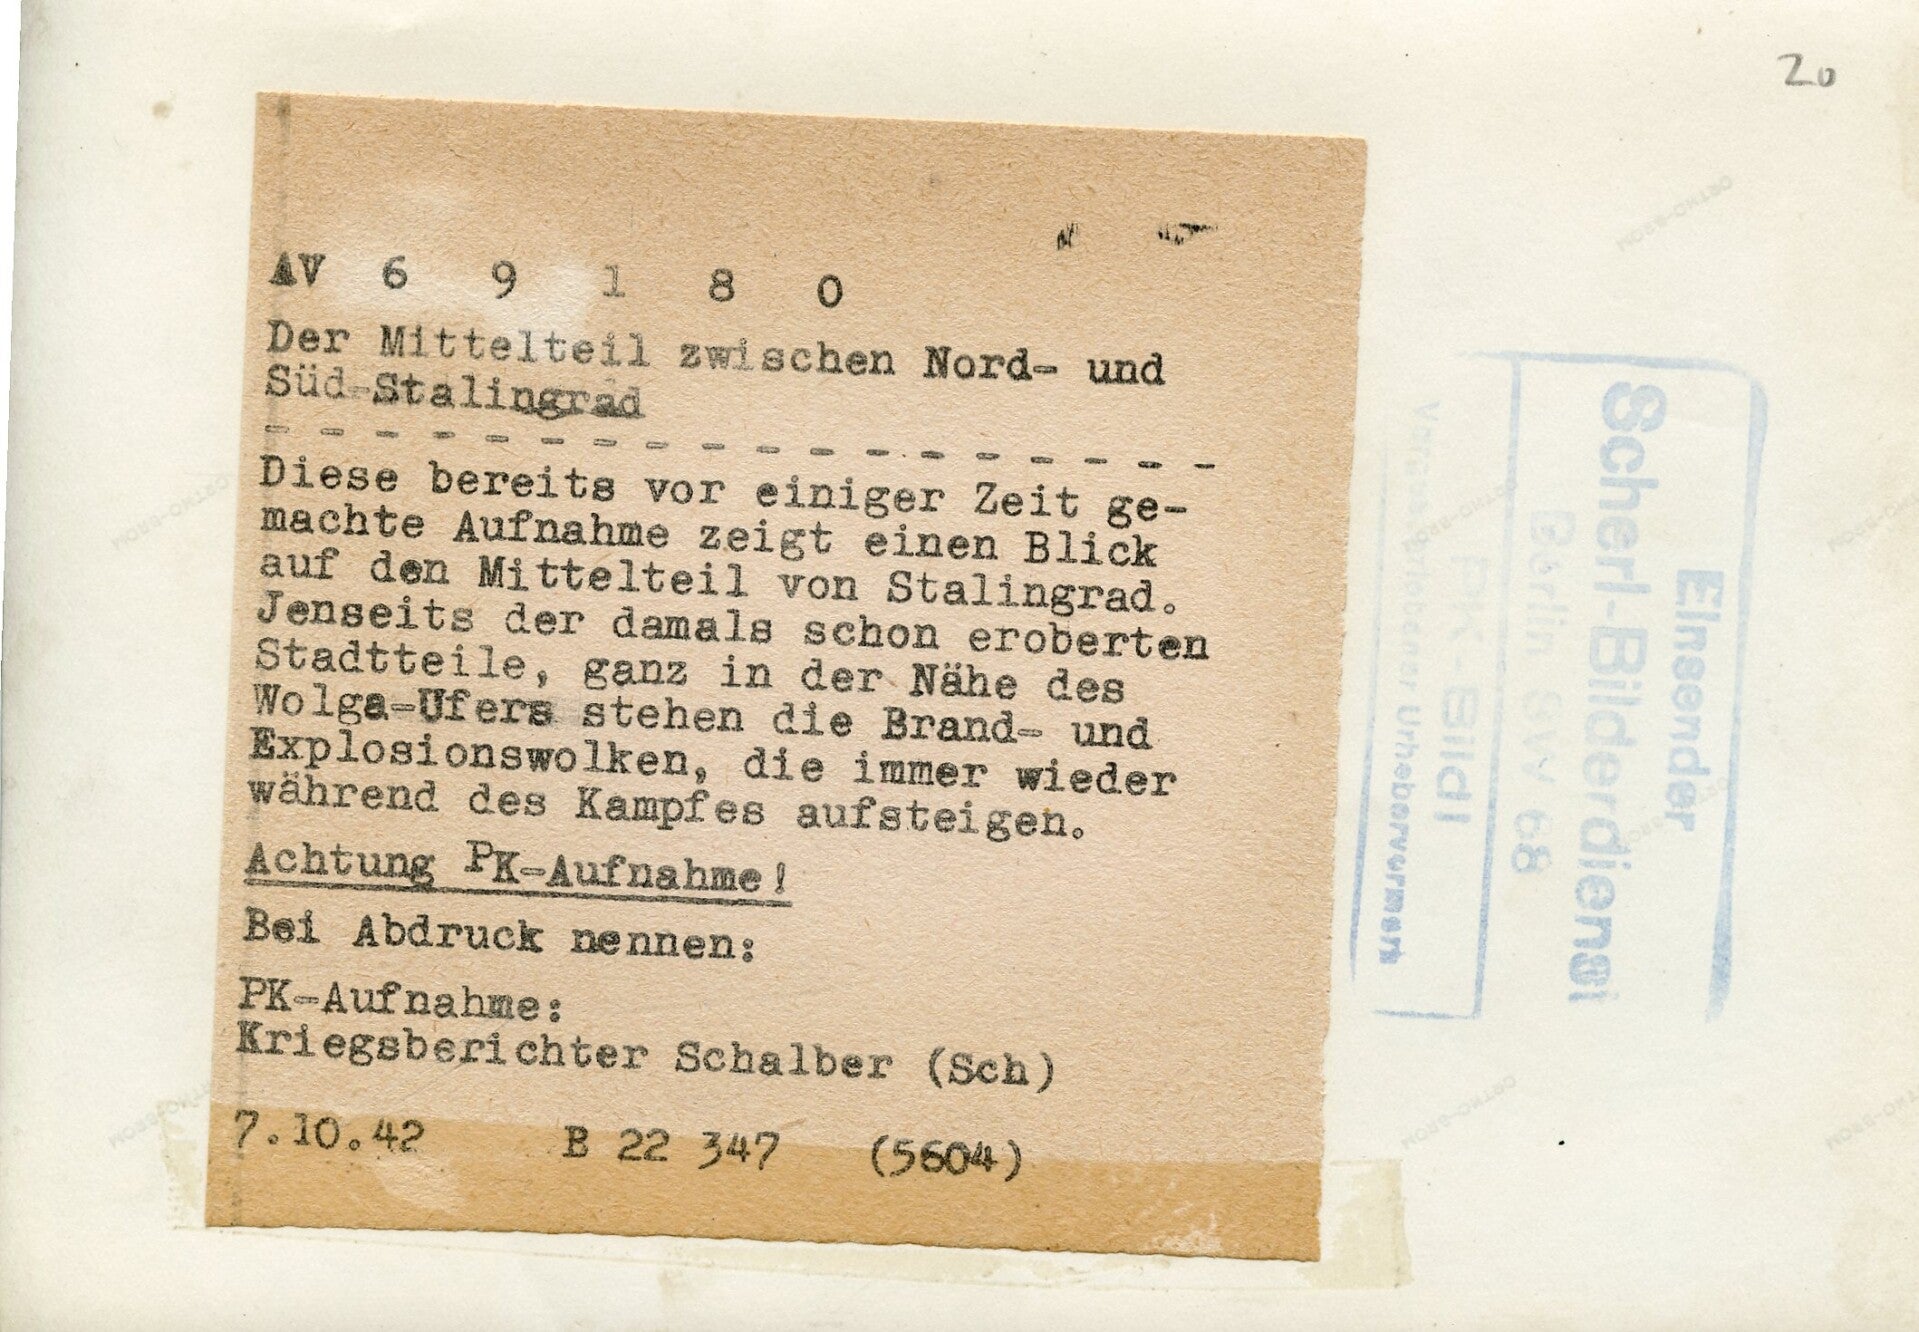 20
AV 6 9 1 8 0
Der Mittelteil zwischen Nord- und
Süd-Stalingrad
- - - - - - - - - - - - - - - - - -
Diese bereits vor einiger Zeit ge-
machte Aufnahme zeigt einen Blick
auf den Mittelteil von Stalingrad.
Jenseits der damals schon eroberten
Stadtteile, ganz in der Nähe des
Wolga-Ufers stehen die Brand- und
Explosionswolken, die immer wieder
während des Kampfes aufsteigen.
Achtung PK-Aufnahme!
Bei Abdruck nennen:
PK-Aufnahme:
Kriegsberichter Schalber (Sch)
7.10.42 B 22 347 (5604)
Einsender
Scherl-Bilderdienst
Berlin SW 68
Bild!
Urhebervermerk
ORTHO-BROM